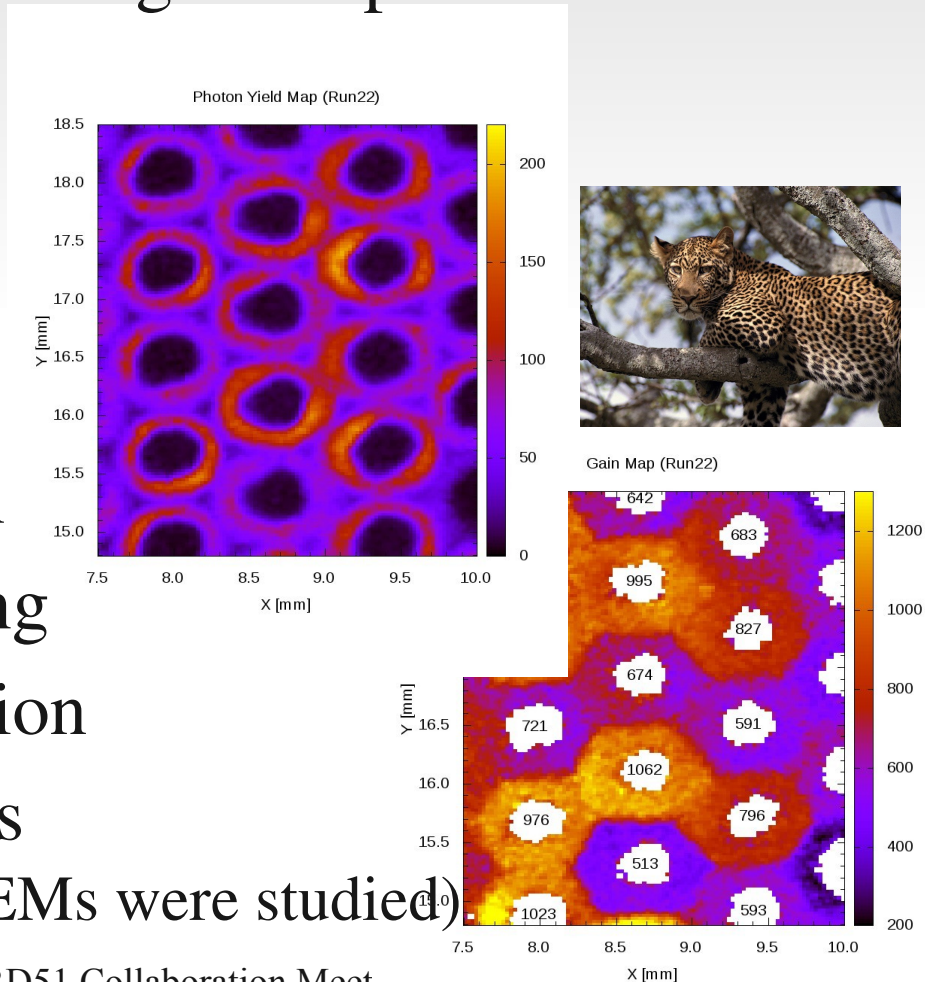 Photon Yield Map (Run22)
18.5
18.0
17.5
17.0
16.5
16.0
15.5
15.0
Y [mm]
200
150
100
50
0
7.5 8.0 8.5 9.0 9.5 10.0
X [mm]
Gain Map (Run22)
642
683
995
827
674
721
591
1062
976
796
513
1023
593
Y [mm]
16.5
16.0
15.5
1200
1000
800
600
400
200
7.5 8.0 8.5 9.0 9.5 10.0
X [mm]
ng
ion
s
EMs were studied)
RD51 Collaboration Meet